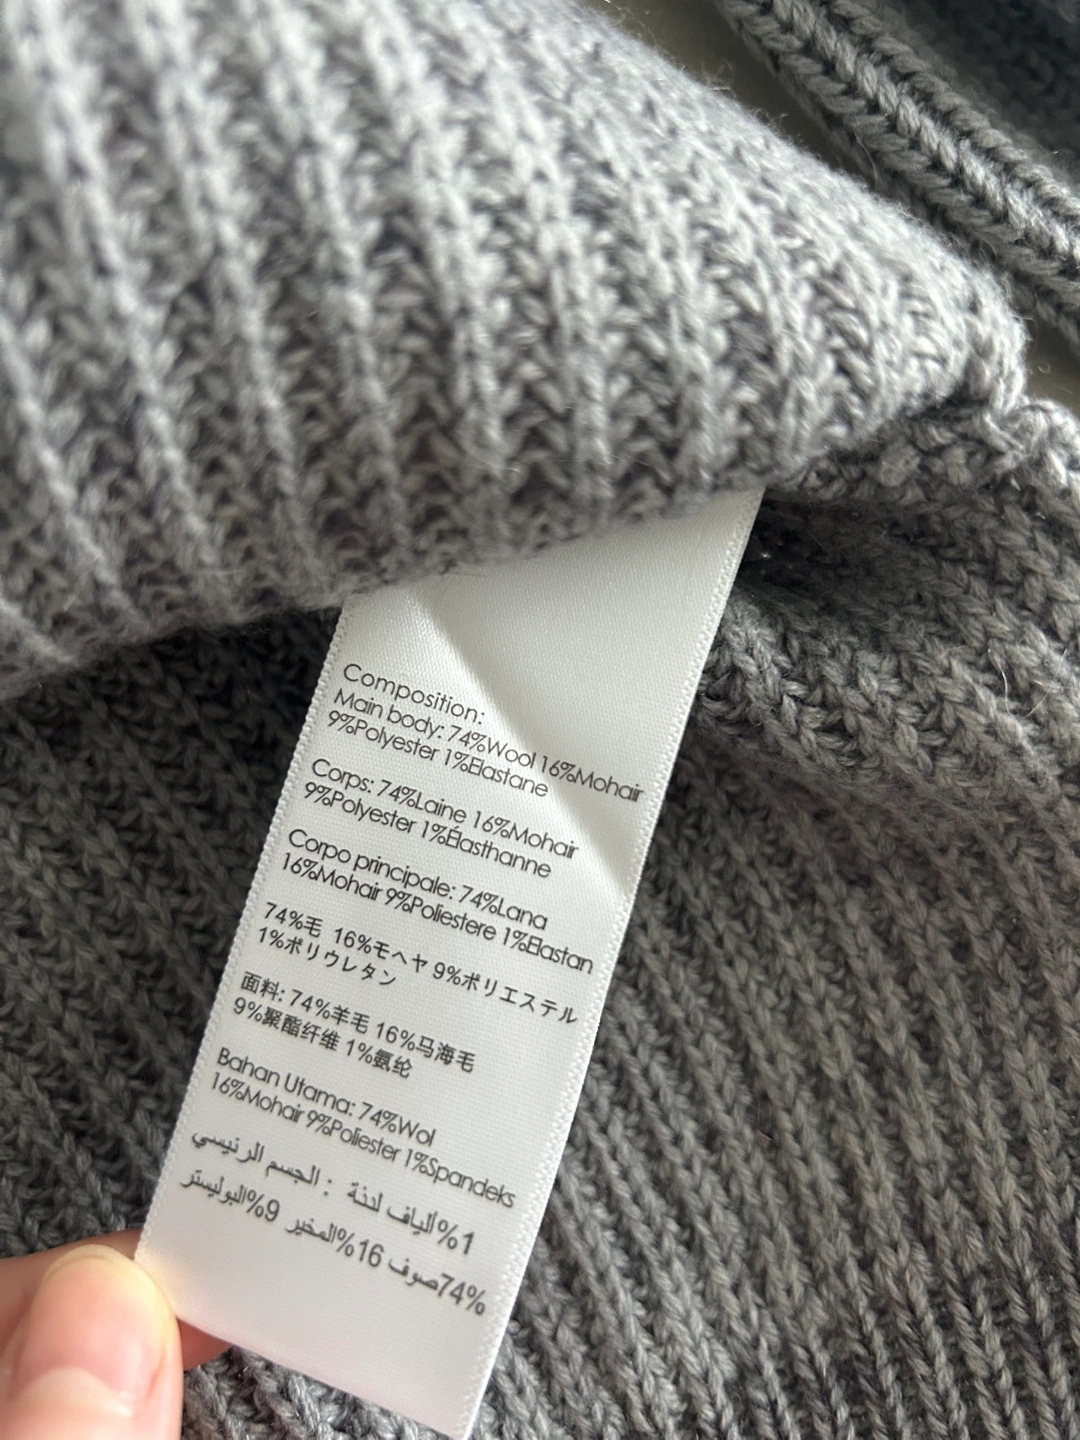 Composition:
Main body: 74%Wool 16%Mohair
9%Polyester 1%Elastane
Corps: 74%Laine 16%Mohair
9%Polyester 1%Élasthanne
Corpo principale: 74%Lana
16%Mohair 9%Poliestere 1%Elastan
74%毛 16%モヘヤ 9%ポリエステル
1%ポリウレタン
面料: 74%羊毛 16%马海毛
9%聚酯纤维 1%氨纶
Bahan Utama: 74%Wol
16%Mohair 9%Poliester 1%Spandeks
1%ألياف لدنة : الجسم الرئيسي
74%صوف 16%المخير 9%البوليستر